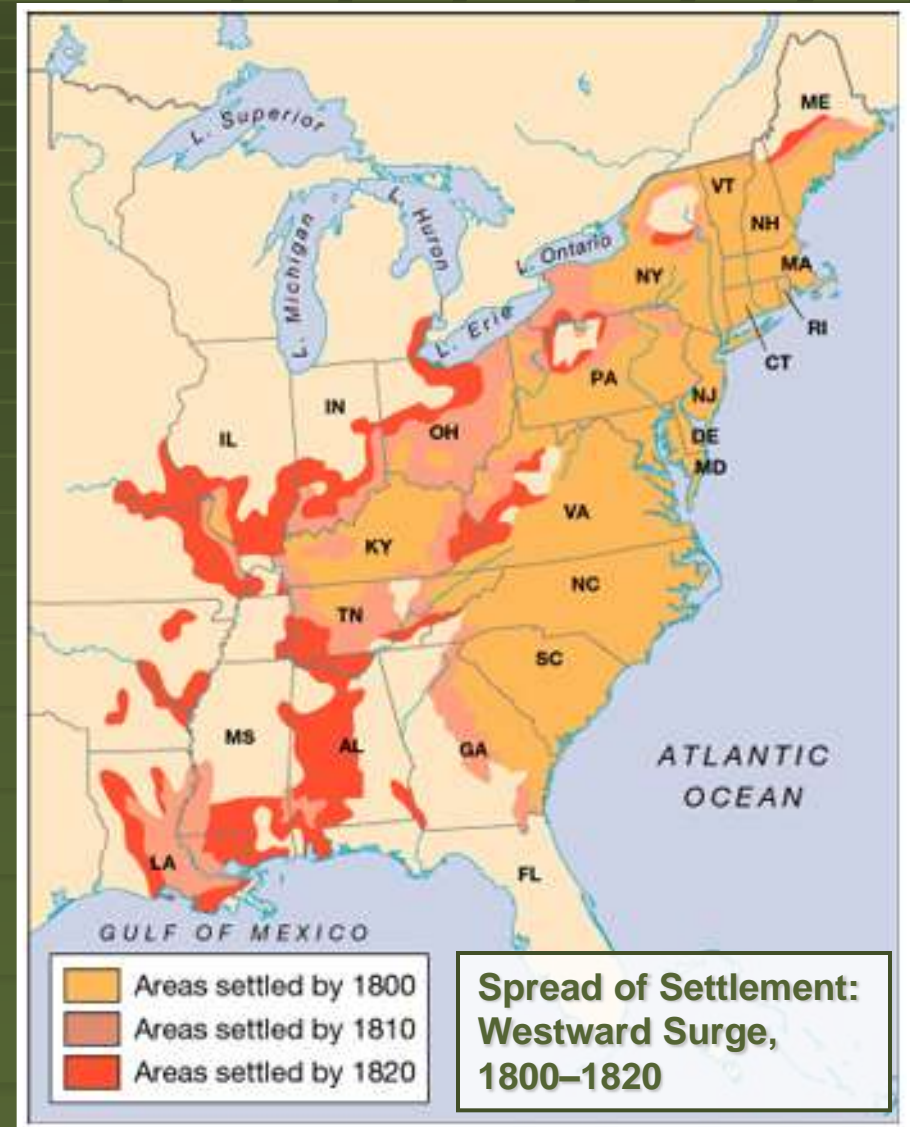 L. Superior
L. Michigan
L. Huron
L. Ontario
L. Erie
ME
VT
NH
NY
MA
RI
CT
PA
NJ
DE
MD
IN
IL
OH
VA
KY
NC
TN
SC
MS
AL
GA
LA
FL
ATLANTIC
OCEAN
GULF OF MEXICO
Areas settled by 1800
Areas settled by 1810
Areas settled by 1820
Spread of Settlement:
Westward Surge,
1800–1820